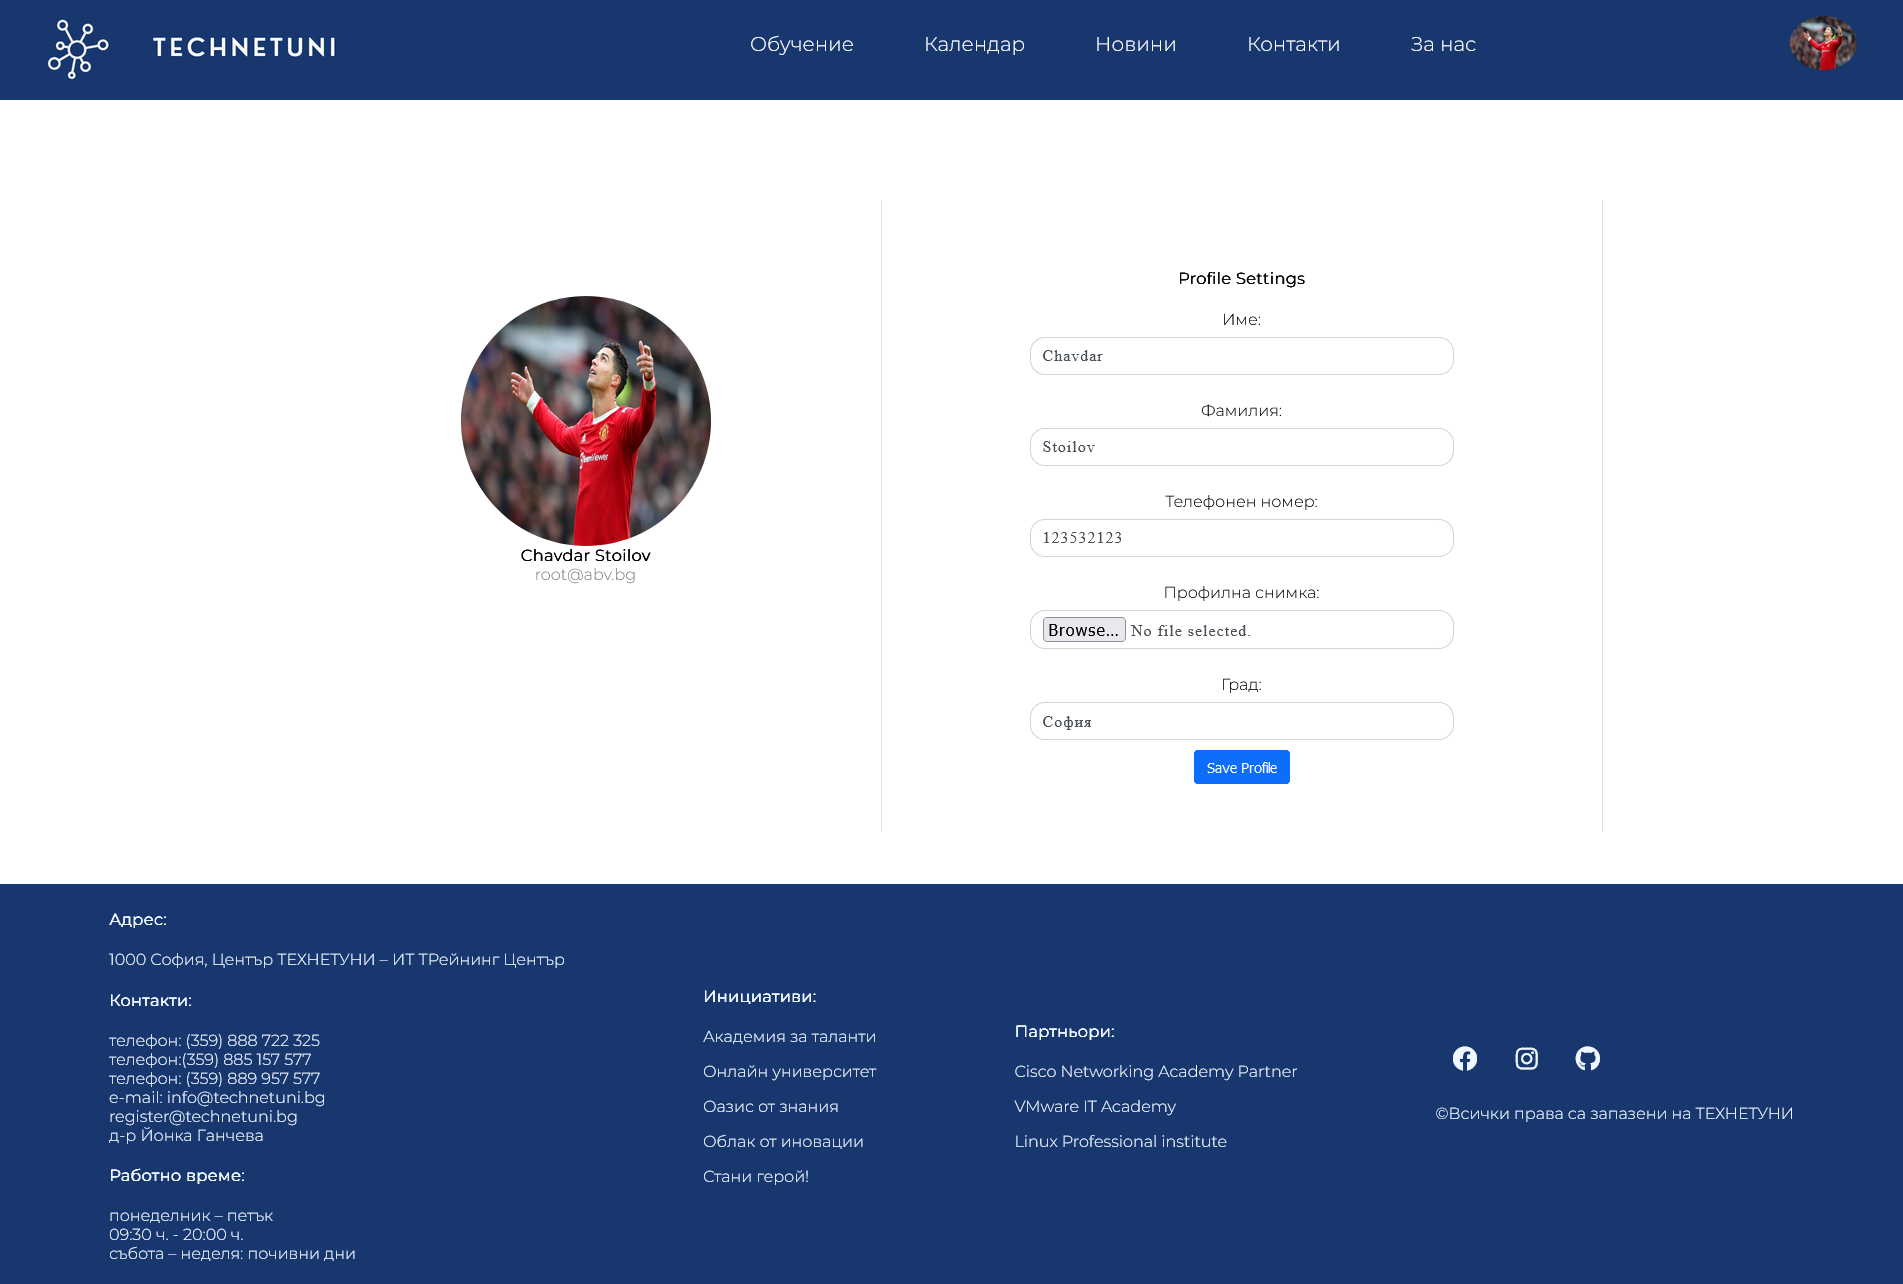 TECHNETUNI
Обучение
Календар
Новини
Контакти
За нас
TeamViewer
Chavdar Stoilov
root@abv.bg
Profile Settings
Име:
Chavdar
Фамилия:
Stoilov
Телефонен номер:
123532123
Профилна снимка:
Browse... No file selected.
Град:
София
Save Profile
Адрес:
1000 София, Център ТЕХНЕТУНИ – ИТ ТРейнинг Център
Контакти:
телефон: (359) 888 722 325
телефон:(359) 885 157 577
телефон: (359) 889 957 577
e-mail: info@technetuni.bg
register@technetuni.bg
д-р Йонка Ганчева
Работно време:
понеделник – петък
09:30 ч. - 20:00 ч.
събота – неделя: почивни дни
Инициативи:
Академия за таланти
Онлайн университет
Оазис от знания
Облак от иновации
Стани герой!
Партньори:
Cisco Networking Academy Partner
VMware IT Academy
Linux Professional institute
©Всички права са запазени на ТЕХНЕТУНИ